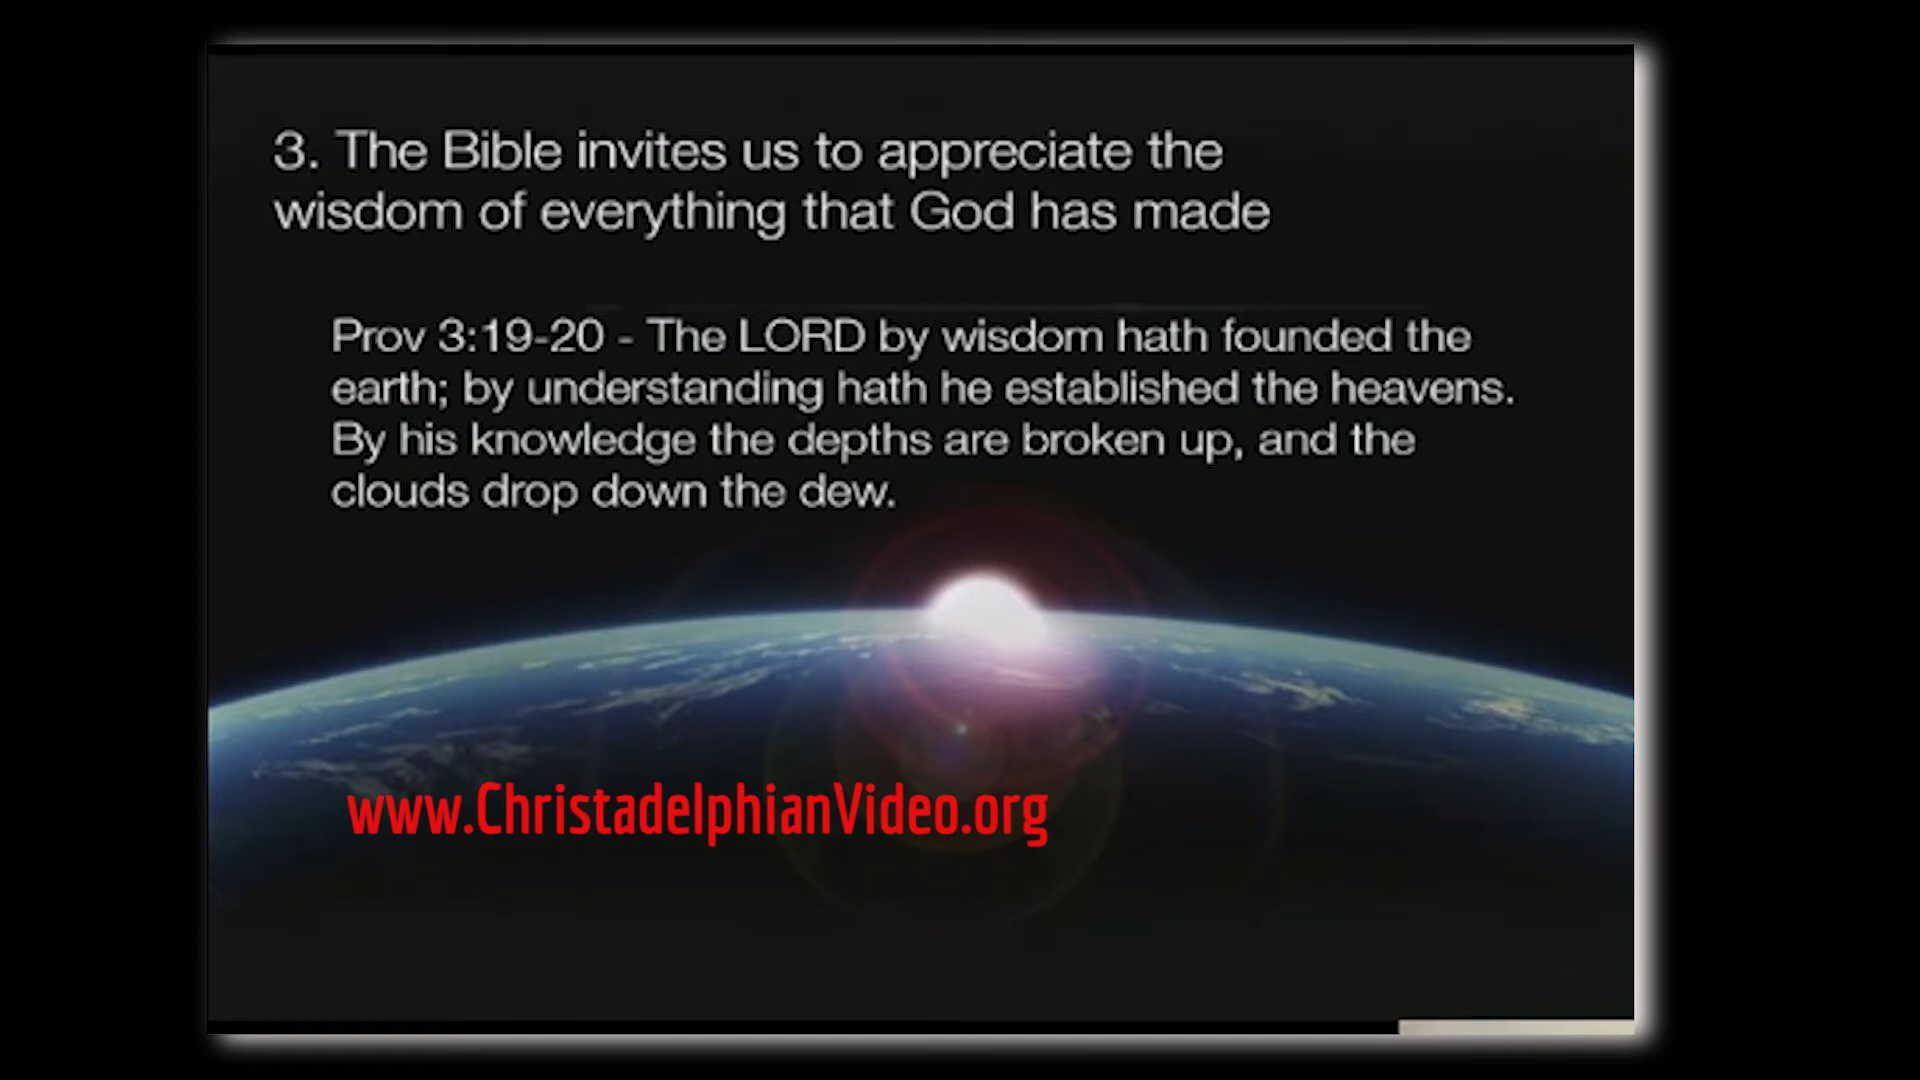 3. The Bible invites us to appreciate the
wisdom of everything that God has made
Prov 3:19-20 - The LORD by wisdom hath founded the
earth; by understanding hath he established the heavens.
By his knowledge the depths are broken up, and the
clouds drop down the dew.
www.ChristadelphianVideo.org